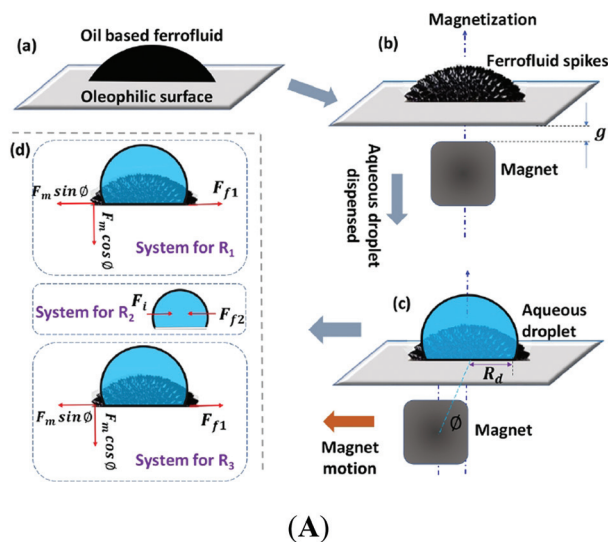 (a)
Oil based ferrofluid
Oleophilic surface
Magnetization
(b)
Ferrofluid spikes
g
Magnet
Aqueous droplet
dispensed
(c)
Aqueous
droplet
R_d
Ø
Magnet
Magnet
motion
(d)
F_m sin Ø
F_f1
F_m cos Ø
System for R_1
System for R_2
F_i
F_f2
F_m sin Ø
F_f1
F_m cos Ø
System for R_3
(A)